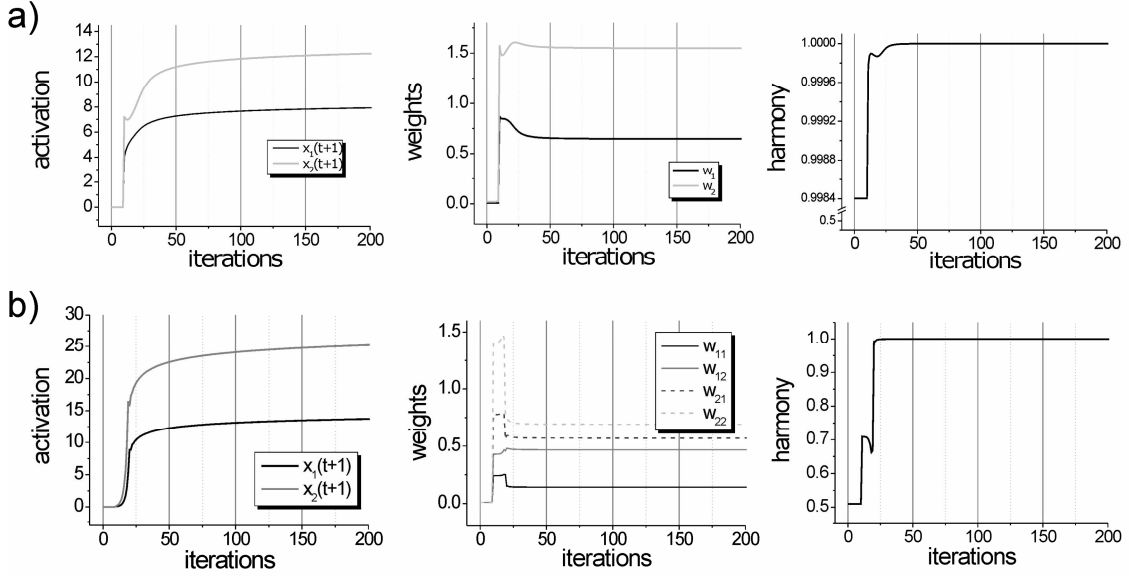 a)
activation
14
12
10
8
6
4
2
0
x₁(t+1)
x₂(t+1)
0 50 100 150 200
iterations
weights
1.5
1.0
0.5
0.0
w₁
w₂
0 50 100 150 200
iterations
harmony
1.0000
0.9996
0.9992
0.9988
0.9984
0.5
0 50 100 150 200
iterations
b)
activation
30
25
20
15
10
5
0
x₁(t+1)
x₂(t+1)
0 50 100 150 200
iterations
weights
1.5
1.0
0.5
0.0
w₁₁
w₁₂
w₂₁
w₂₂
0 50 100 150 200
iterations
harmony
1.0
0.9
0.8
0.7
0.6
0.5
0 50 100 150 200
iterations